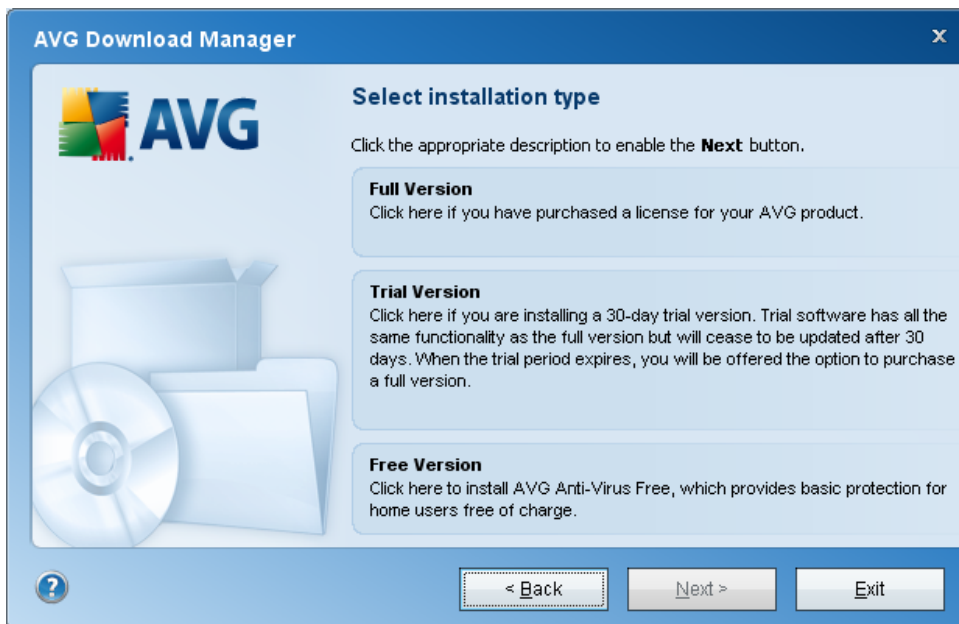 AVG Download Manager
x
AVG
Select installation type
Click the appropriate description to enable the Next button.
Full Version
Click here if you have purchased a license for your AVG product.
Trial Version
Click here if you are installing a 30-day trial version. Trial software has all the
same functionality as the full version but will cease to be updated after 30
days. When the trial period expires, you will be offered the option to purchase
a full version.
Free Version
Click here to install AVG Anti-Virus Free, which provides basic protection for
home users free of charge.
?
< Back
Next >
Exit